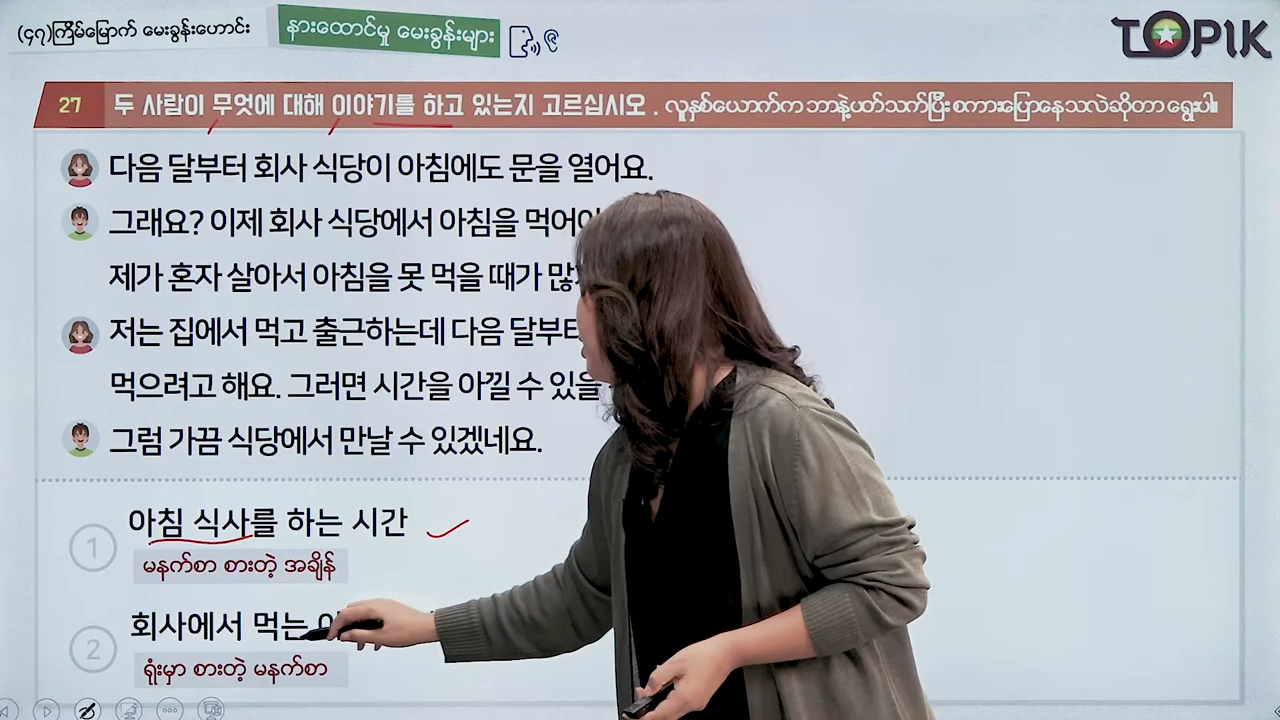 (၄၇)ကြိမ်မြောက် မေးခွန်းဟောင်း
နားထောင်မှု မေးခွန်းများ
TOPIK
27 두 사람이 무엇에 대해 이야기를 하고 있는지 고르십시오 . လူနှစ်ယောက်က ဘာနဲ့ပတ်သက်ပြီး စကားပြောနေသလဲဆိုတာ ရွေးပါ။
다음 달부터 회사 식당이 아침에도 문을 열어요.
그래요? 이제 회사 식당에서 아침을
제가 혼자 살아서 아침을 못 먹을 때가
저는 집에서 먹고 출근하는데 다음
먹으려고 해요. 그러면 시간을 아낄 수
그럼 가끔 식당에서 만날 수 있겠네요.
1 아침 식사를 하는 시간
မနက်စာ စားတဲ့ အချိန်
2 회사에서 먹는
ရုံးမှာ စားတဲ့ မနက်စာ